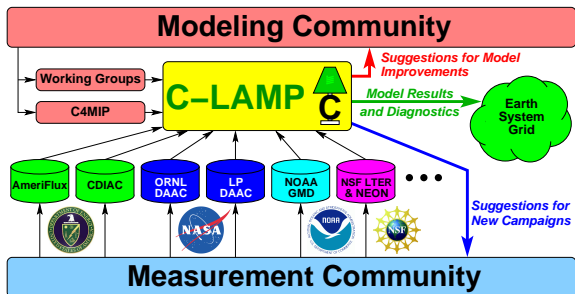 Modeling Community
Suggestions for Model
Improvements
Working Groups
C4MIP
C–LAMP
C
Model Results
and Diagnostics
Earth
System
Grid
AmeriFlux
CDIAC
ORNL
DAAC
LP
DAAC
NOAA
GMD
NSF LTER
& NEON
Suggestions for
New Campaigns
NASA
NOAA
NSF
Measurement Community